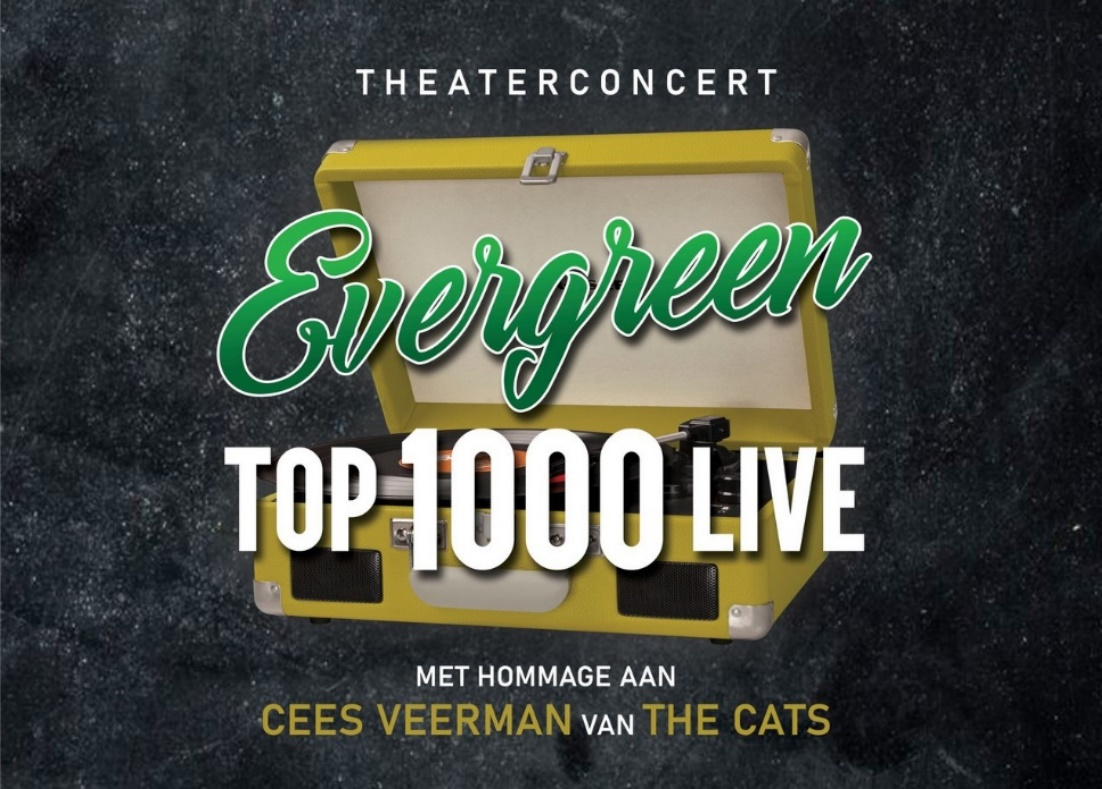 THEATERCONCERT
Evergreen
TOP 1000 LIVE
MET HOMMAGE AAN
CEES VEERMAN VAN THE CATS